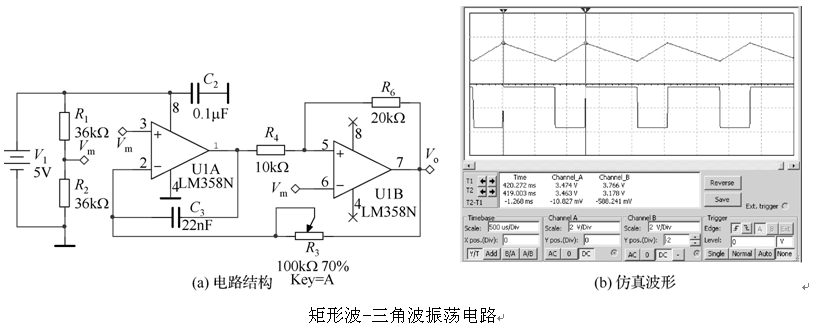 C2
0.1μF
8
R6
20kΩ
R1
36kΩ
Vm
3
Vm
+
1
R4
10kΩ
5
+
8
7
Vo
V1
5V
2
−
U1A
LM358N
4
R2
36kΩ
C3
22nF
Vm
6
−
U1B
4
LM358N
R3
100kΩ 70%
Key=A
(a) 电路结构
Time Channel_A Channel_B
T1 420.272 ms 3.474 V 3.766 V
T2 419.003 ms 3.463 V 3.178 V
T2-T1 -1.268 ms -10.827 mV -588.241 mV
Reverse
Save
Ext. trigger
Timebase Channel A Channel B Trigger
Scale: 500 us/Div Scale: 2 V/Div Scale: 2 V/Div Edge: A B Ext
X pos.(Div): 0 Y pos.(Div): 0 Y pos.(Div): -2 Level: 0 V
Y/T Add B/A A/B AC 0 DC AC 0 DC - Single Normal Auto None
(b) 仿真波形
矩形波-三角波振荡电路